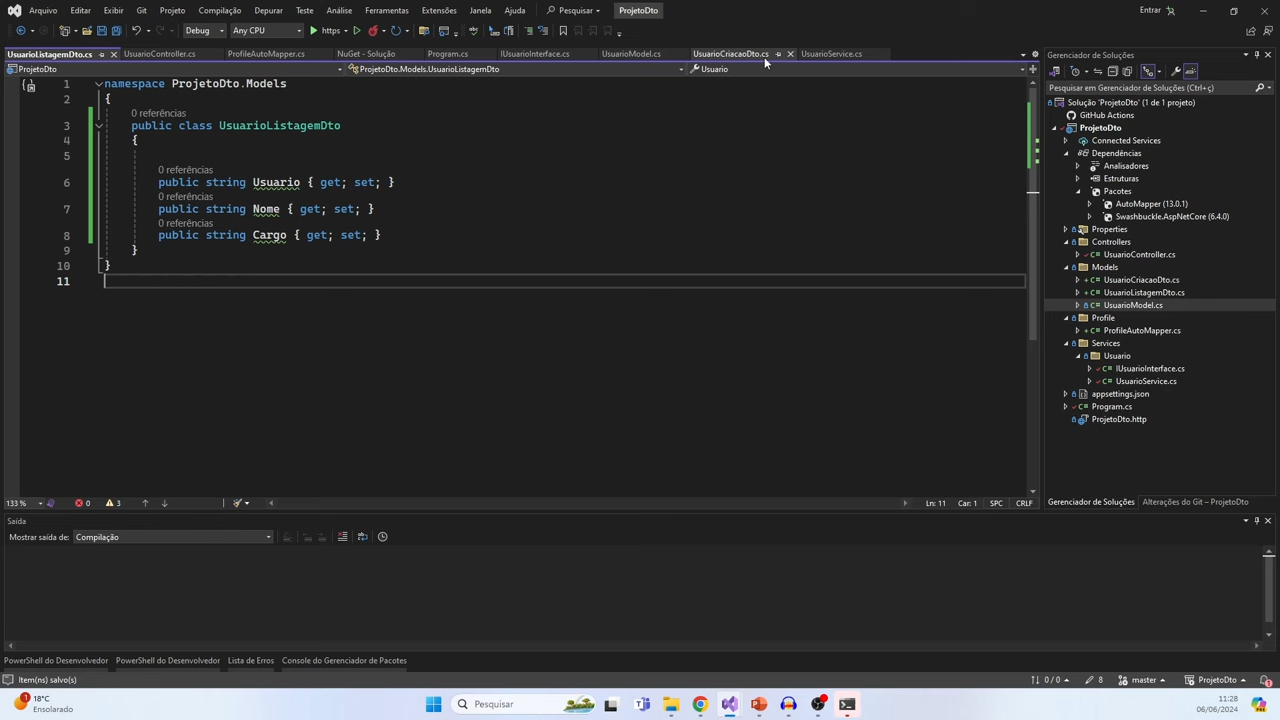 Arquivo Editar Exibir Git Projeto Compilação Depurar Teste Análise Ferramentas Extensões Janela Ajuda Pesquisar ProjetoDto Entrar
Debug Any CPU https
UsuarioListagemDto.cs UsuarioController.cs ProfileAutoMapper.cs NuGet - Solução Program.cs IUsuarioInterface.cs UsuarioModel.cs UsuarioCriacaoDto.cs UsuarioService.cs
ProjetoDto ProjetoDto.Models.UsuarioListagemDto Usuario
1 namespace ProjetoDto.Models
2 {
0 referências
3 public class UsuarioListagemDto
4 {
5
0 referências
6 public string Usuario { get; set; }
0 referências
7 public string Nome { get; set; }
0 referências
8 public string Cargo { get; set; }
9 }
10 }
11
133 % 0 3 Ln: 11 Car: 1 SPC CRLF
Gerenciador de Soluções
Pesquisar em Gerenciador de Soluções (Ctrl+ç)
Solução 'ProjetoDto' (1 de 1 projeto)
GitHub Actions
ProjetoDto
Connected Services
Dependências
Analisadores
Estruturas
Pacotes
AutoMapper (13.0.1)
Swashbuckle.AspNetCore (6.4.0)
Properties
Controllers
UsuarioController.cs
Models
UsuarioCriacaoDto.cs
UsuarioListagemDto.cs
UsuarioModel.cs
Profile
ProfileAutoMapper.cs
Services
Usuario
IUsuarioInterface.cs
UsuarioService.cs
appsettings.json
Program.cs
ProjetoDto.http
Gerenciador de Soluções Alterações do Git – ProjetoDto
Saída
Mostrar saída de: Compilação
PowerShell do Desenvolvedor PowerShell do Desenvolvedor Lista de Erros Console do Gerenciador de Pacotes
Item(ns) salvo(s) 0 / 0 8 master ProjetoDto
1 18°C
Ensolarado
Pesquisar
11:28
06/06/2024